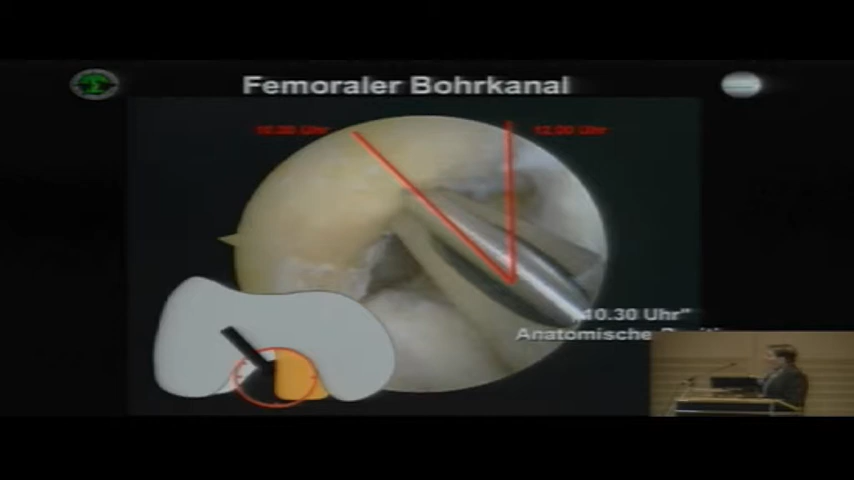 Femoraler Bohrkanal
10.30 Uhr
12.00 Uhr
„10.30 Uhr"
Anatomische